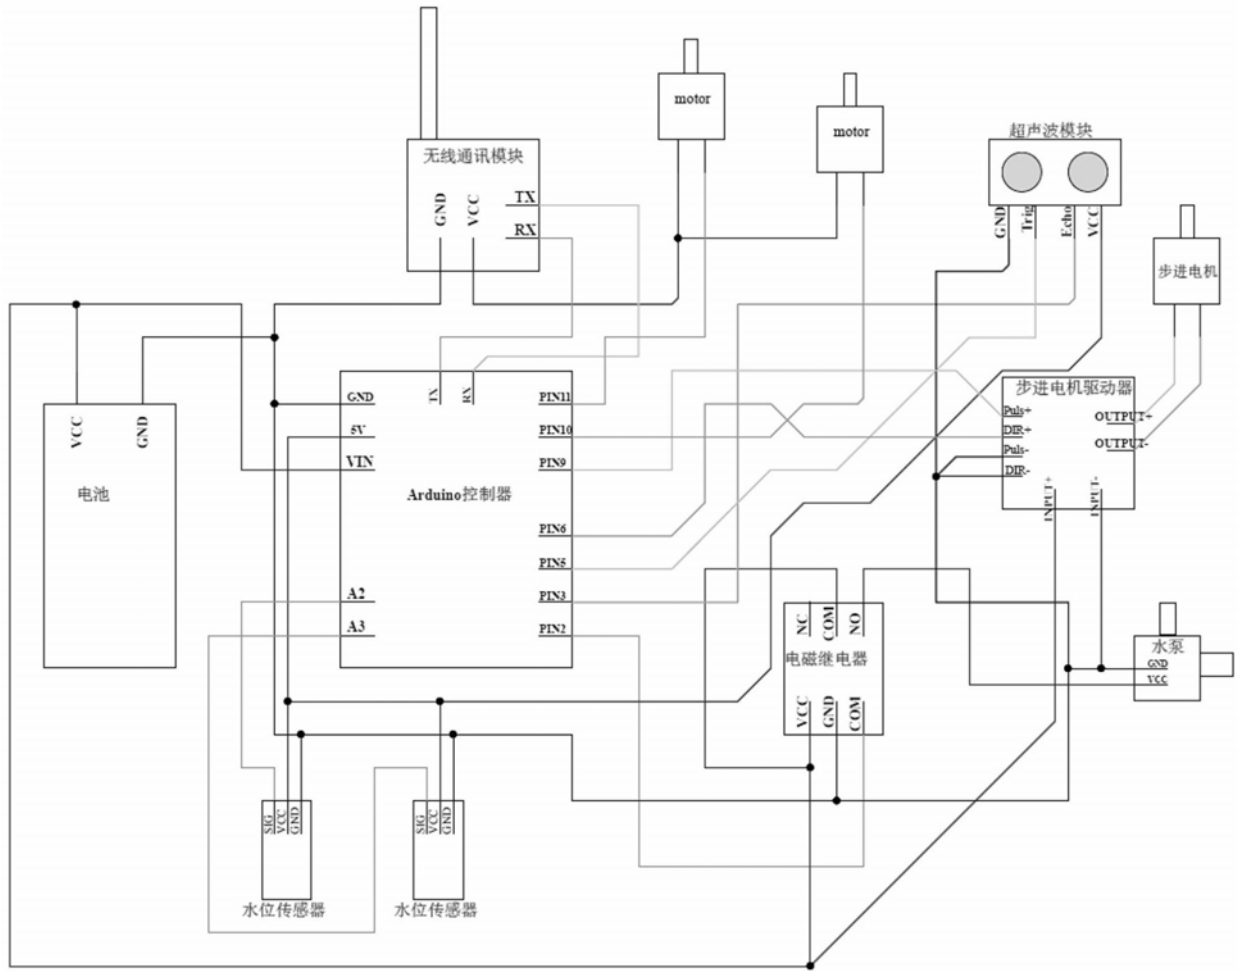 motor
motor
超声波模块
无线通讯模块
TX
RX
GND
VCC
GND
Trig
Echo
VCC
步进电机
VCC
GND
电池
GND
5V
VIN
TX
RX
PIN11
PIN10
PIN9
Arduino控制器
PIN6
PIN5
PIN3
PIN2
A2
A3
步进电机驱动器
Puls+
DIR+
Puls-
DIR-
OUTPUT+
OUTPUT-
INPUT+
INPUT-
NC
COM
NO
电磁继电器
VCC
GND
COM
水泵
GND
VCC
SIG
VCC
GND
水位传感器
SIG
VCC
GND
水位传感器